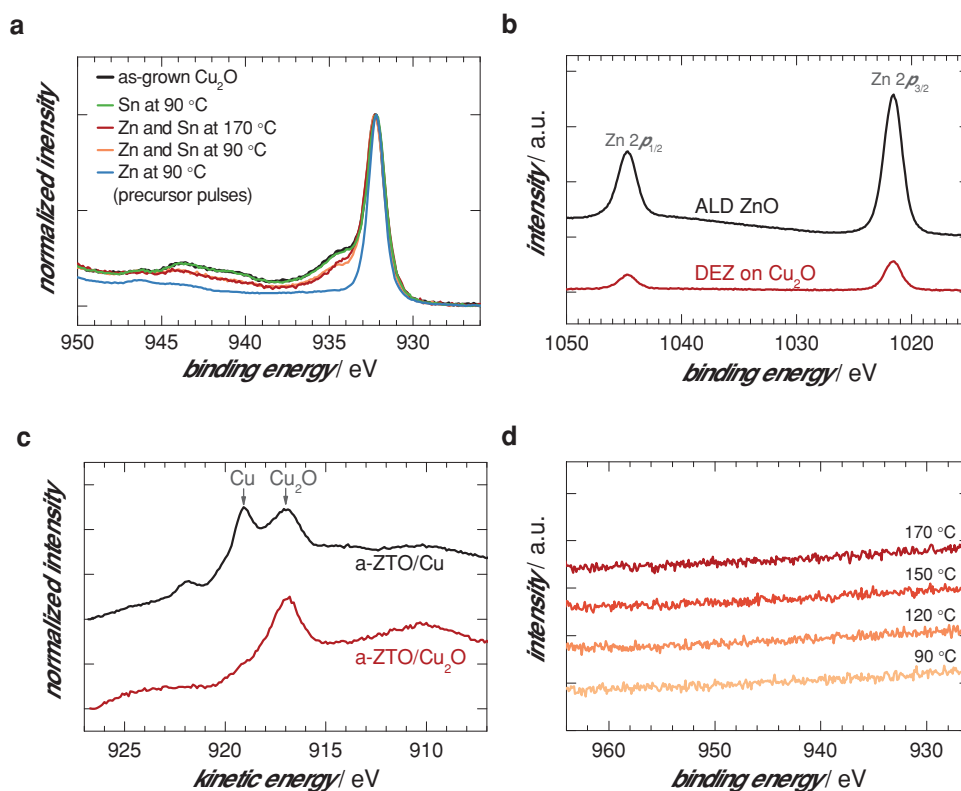 a
normalized inensity
as-grown Cu₂O
Sn at 90 °C
Zn and Sn at 170 °C
Zn and Sn at 90 °C
Zn at 90 °C
(precursor pulses)
950 945 940 935 930
binding energy/ eV
b
intensity/ a.u.
Zn 2p₁/₂
Zn 2p₃/₂
ALD ZnO
DEZ on Cu₂O
1050 1040 1030 1020
binding energy/ eV
c
normalized intensity
Cu Cu₂O
a-ZTO/Cu
a-ZTO/Cu₂O
925 920 915 910
kinetic energy/ eV
d
intensity/ a.u.
170 °C
150 °C
120 °C
90 °C
960 950 940 930
binding energy/ eV